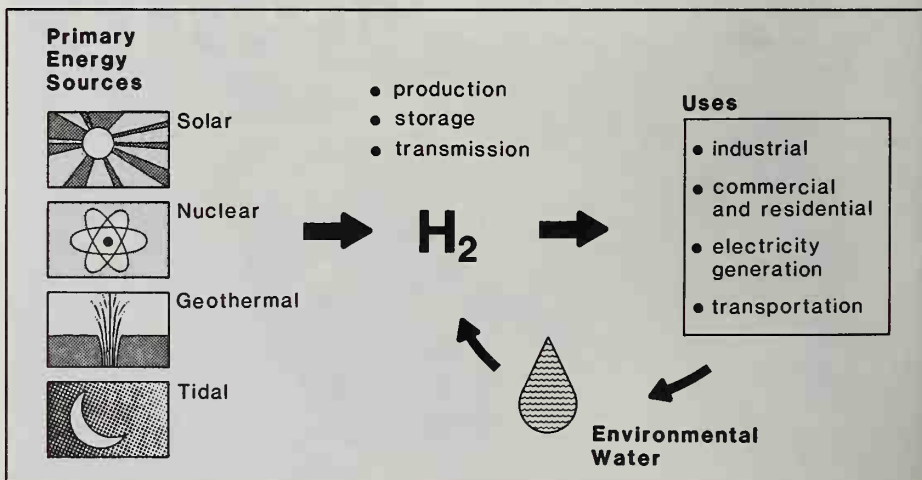 Primary
Energy
Sources
Solar
Nuclear
Geothermal
Tidal
• production
• storage
• transmission
H₂
Uses
• industrial
• commercial
and residential
• electricity
generation
• transportation
Environmental
Water